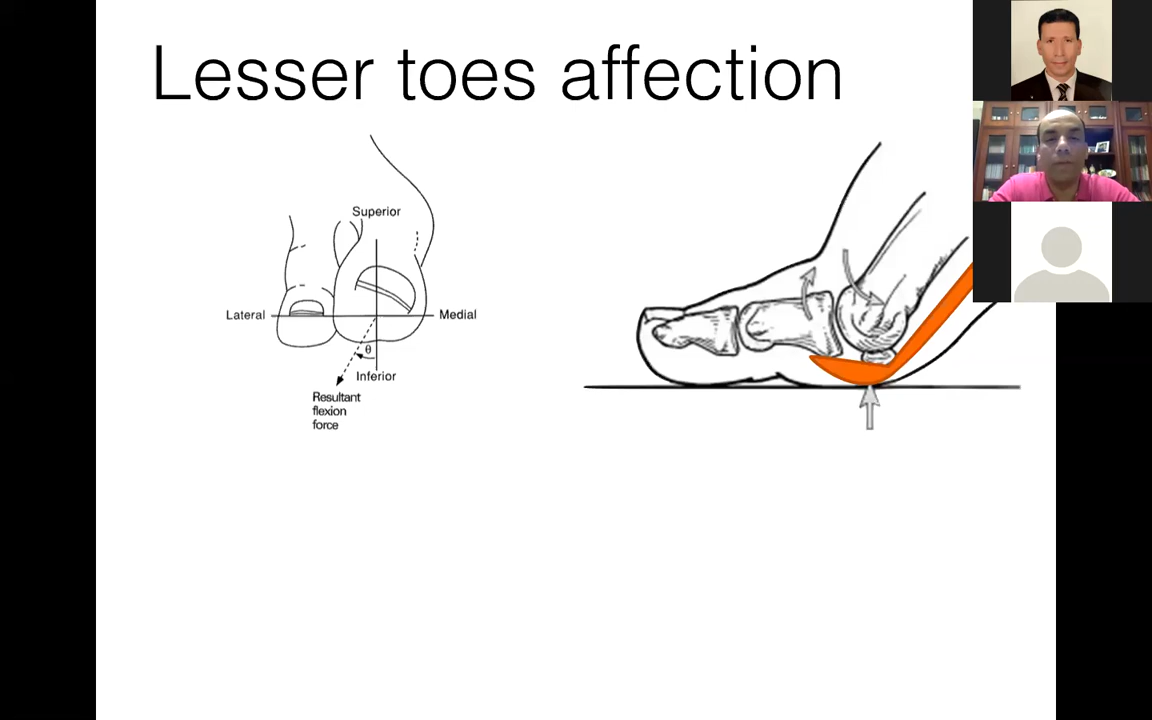 Lesser toes affection
Superior
Lateral
Medial
θ
Inferior
Resultant
flexion
force